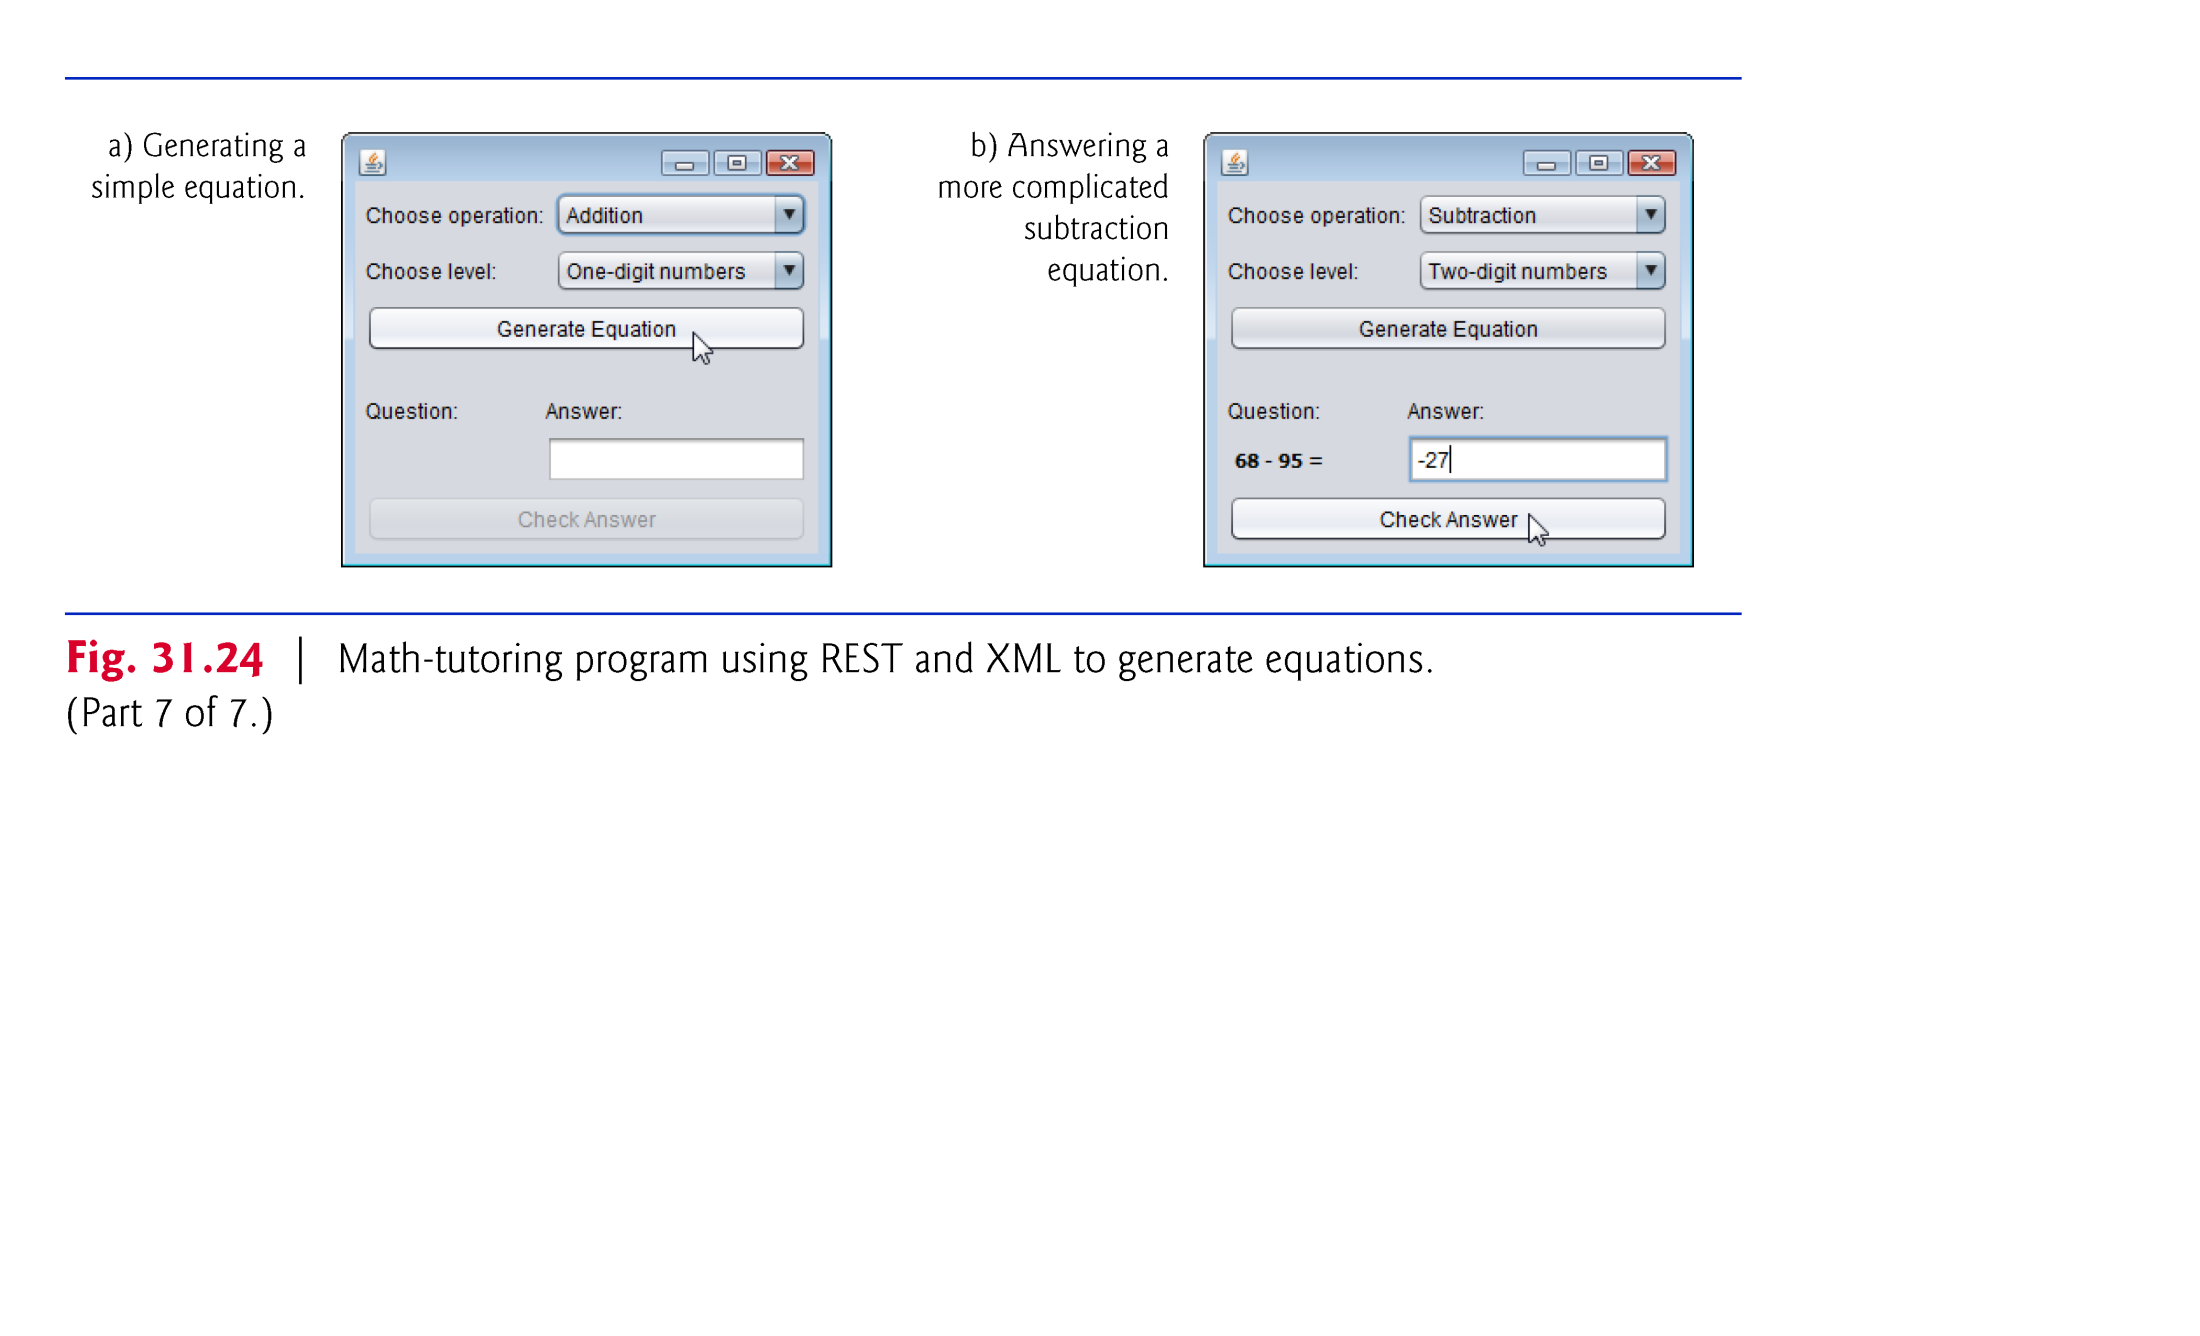 a) Generating a
simple equation.
Choose operation: Addition
Choose level: One-digit numbers
Generate Equation
Question: Answer:
Check Answer
b) Answering a
more complicated
subtraction
equation.
Choose operation: Subtraction
Choose level: Two-digit numbers
Generate Equation
Question: Answer:
68 - 95 = -27
Check Answer
Fig. 31.24 | Math-tutoring program using REST and XML to generate equations.
(Part 7 of 7.)